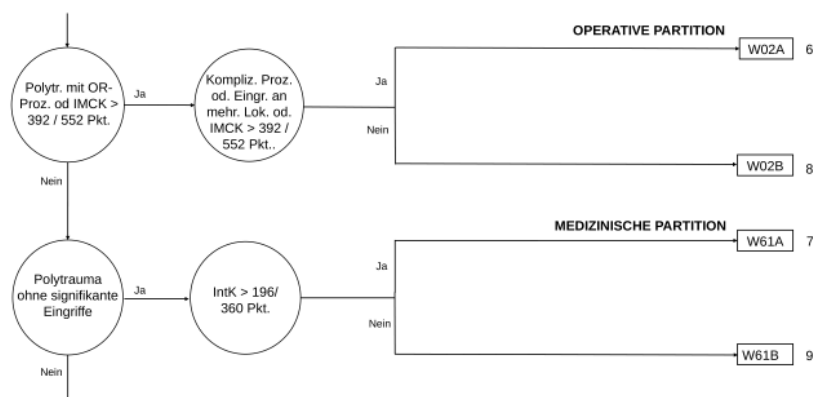 OPERATIVE PARTITION
Polytr. mit OR-
Proz. od IMCK >
392 / 552 Pkt.
Ja
Kompliz. Proz.
od. Eingr. an
mehr. Lok. od.
IMCK > 392 /
552 Pkt..
Ja
W02A 6
Nein
W02B 8
Nein
MEDIZINISCHE PARTITION
Polytrauma
ohne signifikante
Eingriffe
Ja
IntK > 196/
360 Pkt.
Ja
W61A 7
Nein
W61B 9
Nein